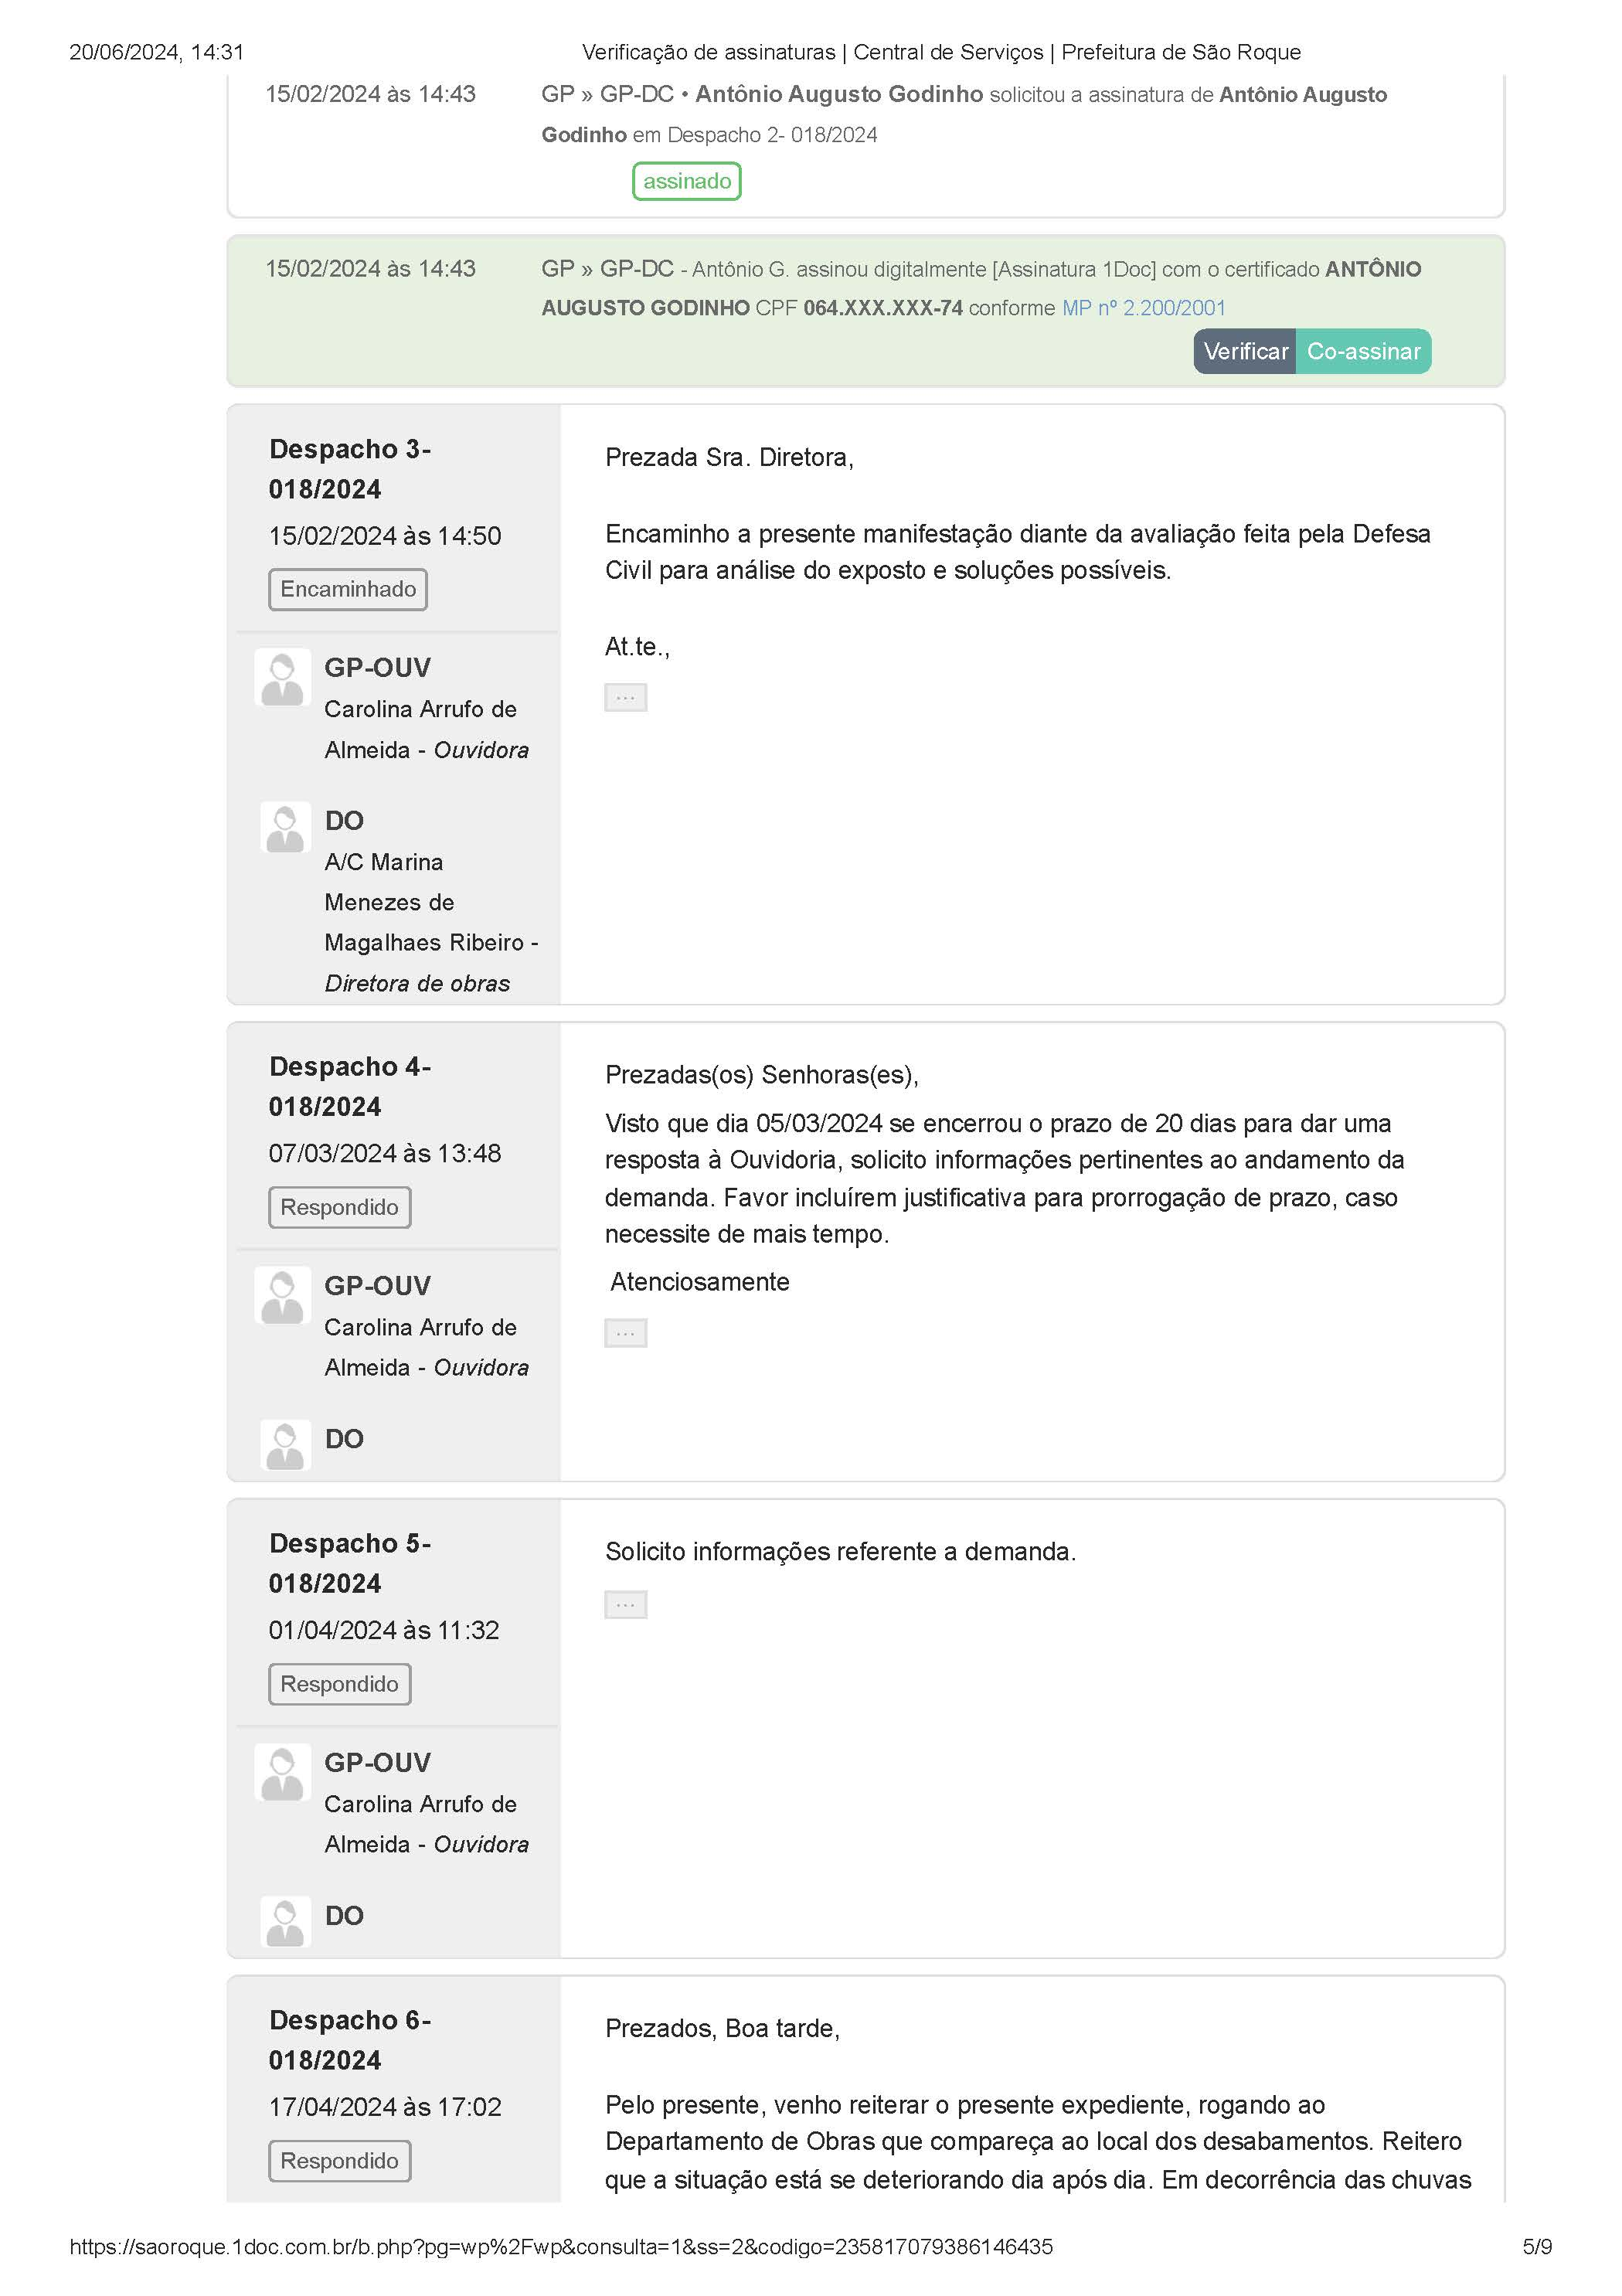 20/06/2024, 14:31
Verificação de assinaturas | Central de Serviços | Prefeitura de São Roque
15/02/2024 às 14:43
GP » GP-DC • Antônio Augusto Godinho solicitou a assinatura de Antônio Augusto
Godinho em Despacho 2- 018/2024
assinado
15/02/2024 às 14:43
GP » GP-DC - Antônio G. assinou digitalmente [Assinatura 1Doc] com o certificado ANTÔNIO
AUGUSTO GODINHO CPF 064.XXX.XXX-74 conforme MP nº 2.200/2001
Verificar
Co-assinar
Despacho 3-
018/2024
15/02/2024 às 14:50
Encaminhado
GP-OUV
Carolina Arrufo de
Almeida - Ouvidora
DO
A/C Marina
Menezes de
Magalhaes Ribeiro -
Diretora de obras
Prezada Sra. Diretora,
Encaminho a presente manifestação diante da avaliação feita pela Defesa
Civil para análise do exposto e soluções possíveis.
At.te.,
...
Despacho 4-
018/2024
07/03/2024 às 13:48
Respondido
GP-OUV
Carolina Arrufo de
Almeida - Ouvidora
DO
Prezadas(os) Senhoras(es),
Visto que dia 05/03/2024 se encerrou o prazo de 20 dias para dar uma
resposta à Ouvidoria, solicito informações pertinentes ao andamento da
demanda. Favor incluírem justificativa para prorrogação de prazo, caso
necessite de mais tempo.
Atenciosamente
...
Despacho 5-
018/2024
01/04/2024 às 11:32
Respondido
GP-OUV
Carolina Arrufo de
Almeida - Ouvidora
DO
Solicito informações referente a demanda.
...
Despacho 6-
018/2024
17/04/2024 às 17:02
Respondido
Prezados, Boa tarde,
Pelo presente, venho reiterar o presente expediente, rogando ao
Departamento de Obras que compareça ao local dos desabamentos. Reitero
que a situação está se deteriorando dia após dia. Em decorrência das chuvas
https://saoroque.1doc.com.br/b.php?pg=wp%2Fwp&consulta=1&ss=2&codigo=235817079386146435
5/9